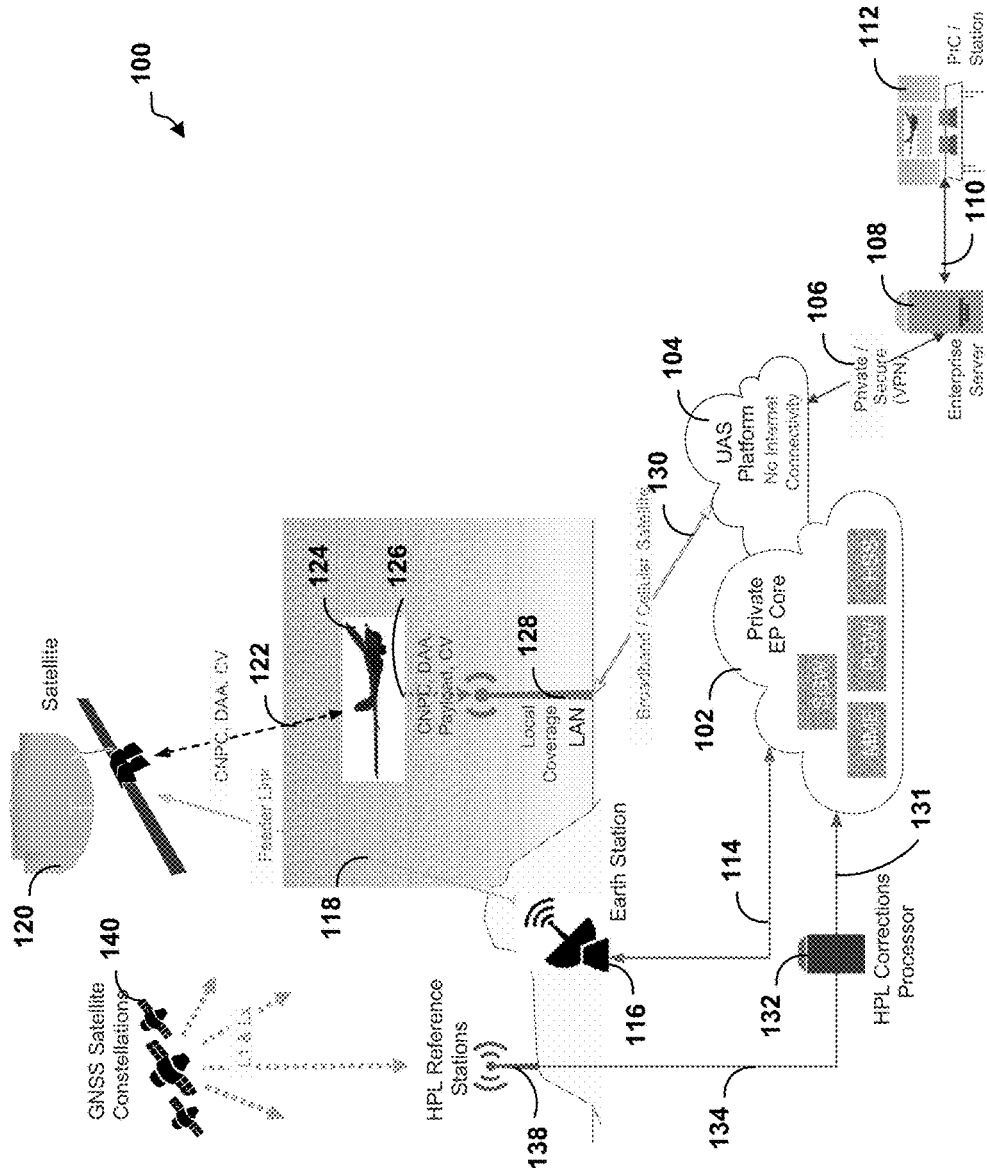 100
120
Satellite
CNPC, DAA, CV
122
Feeder Link
GNSS Satellite
Constellations
140
L1 & L2
118
124
CNPC, DAA
Payload, CV
126
Local
Coverage
LAN
128
HPL Reference
Stations
138
Earth Station
116
Broadband / Cellular Satellite
130
UAS
Platform
No Internet
Connectivity
104
Private
EP Core
102
114
131
HPL Corrections
Processor
132
134
Private /
Secure
(VPN)
106
Enterprise
Server
108
110
112
PIC /
Station